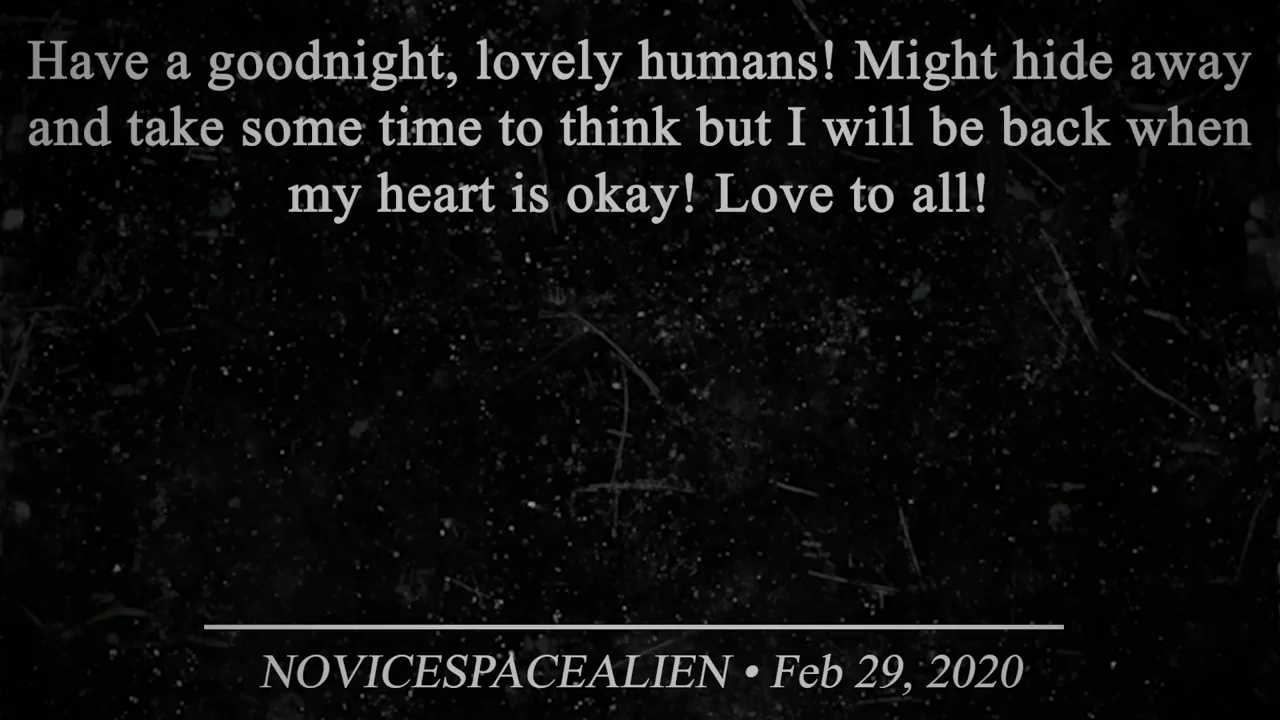 Have a goodnight, lovely humans! Might hide away
and take some time to think but I will be back when
my heart is okay! Love to all!
NOVICESPACEALIEN • Feb 29, 2020